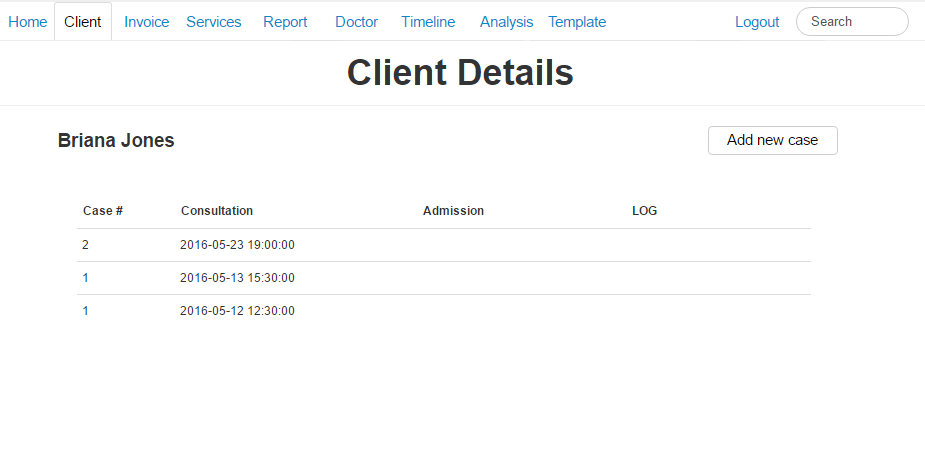 Home Client Invoice Services Report Doctor Timeline Analysis Template Logout Search
Client Details
Briana Jones Add new case
Case # Consultation Admission LOG
2 2016-05-23 19:00:00
1 2016-05-13 15:30:00
1 2016-05-12 12:30:00